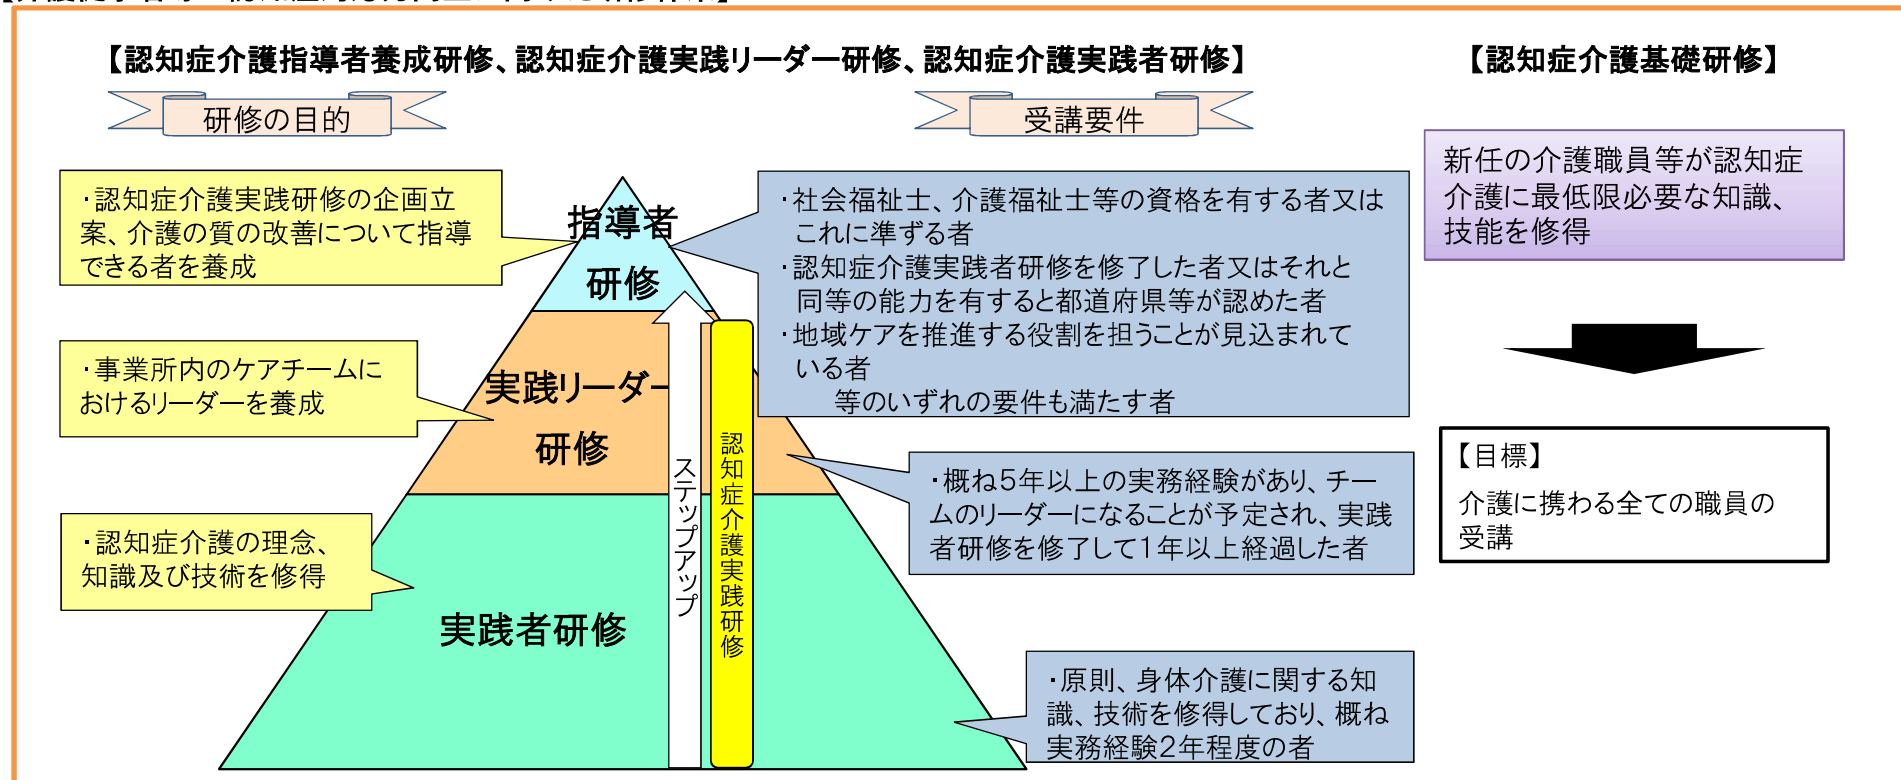 【認知症介護指導者養成研修、認知症介護実践リーダー研修、認知症介護実践者研修】
【認知症介護基礎研修】
研修の目的
受講要件
・認知症介護実践研修の企画立
案、介護の質の改善について指導
できる者を養成
・事業所内のケアチームに
おけるリーダーを養成
・認知症介護の理念、
知識及び技術を修得
指導者
研修
実践リーダー
研修
実践者研修
ステップアップ
認知症介護実践研修
・社会福祉士、介護福祉士等の資格を有する者又は
これに準ずる者
・認知症介護実践者研修を修了した者又はそれと
同等の能力を有すると都道府県等が認めた者
・地域ケアを推進する役割を担うことが見込まれて
いる者
等のいずれの要件も満たす者
・概ね5年以上の実務経験があり、チー
ムのリーダーになることが予定され、実践
者研修を修了して1年以上経過した者
・原則、身体介護に関する知
識、技術を修得しており、概ね
実務経験2年程度の者
新任の介護職員等が認知症
介護に最低限必要な知識、
技能を修得
【目標】
介護に携わる全ての職員の
受講